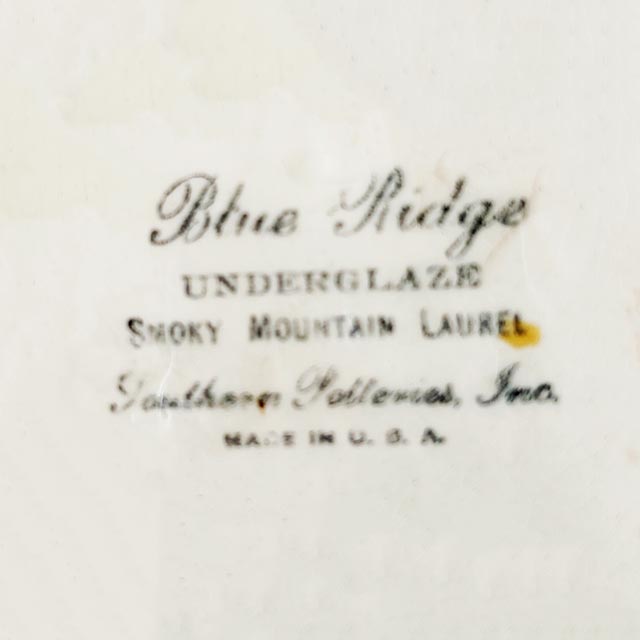 Blue Ridge
UNDERGLAZE
SMOKY MOUNTAIN LAUREL
Southern Potteries, Inc.
MADE IN U. S. A.